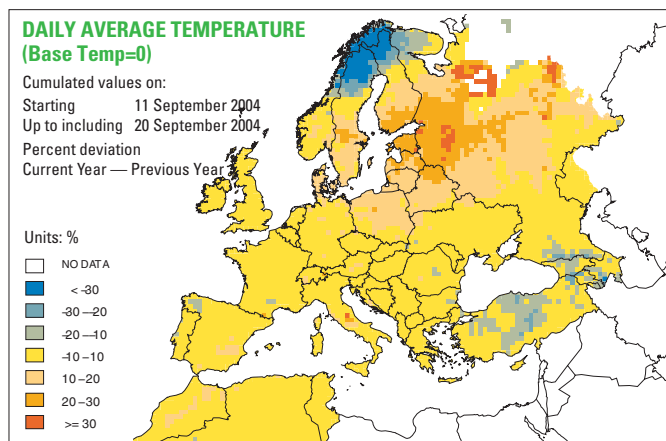 DAILY AVERAGE TEMPERATURE
(Base Temp=0)
Cumulated values on:
Starting 11 September 2004
Up to including 20 September 2004
Percent deviation
Current Year — Previous Year
Units: %
NO DATA
< -30
-30 –-20
-20 –-10
-10 -10
10 –20
20 –30
>= 30